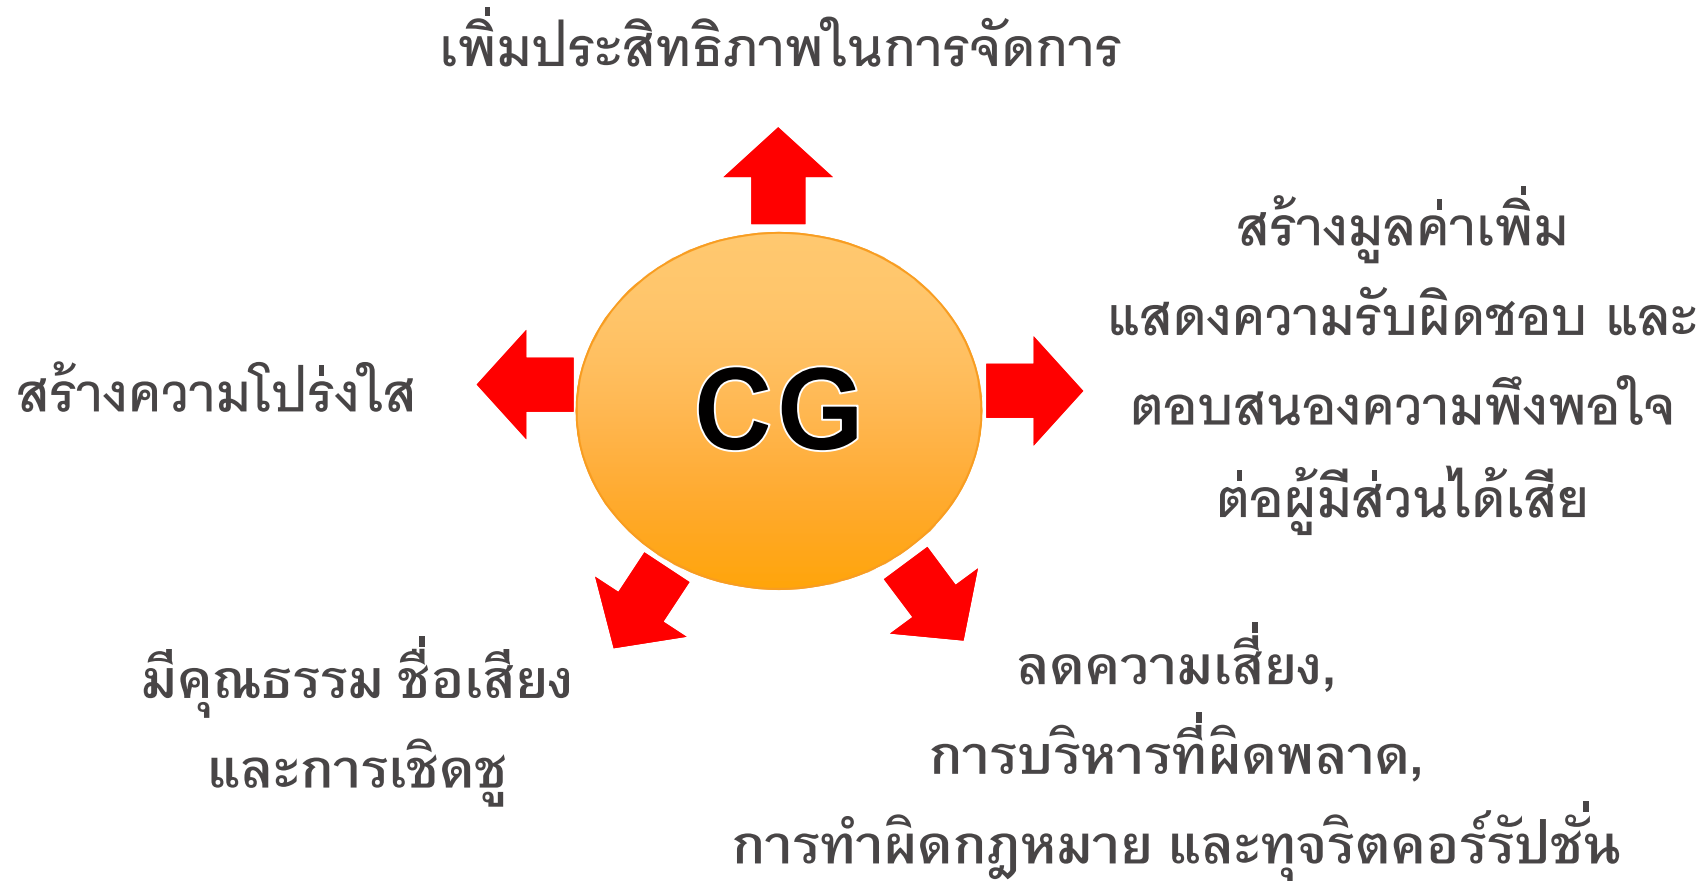 เพิ่มประสิทธิภาพในการจัดการ
สร้างมูลค่าเพิ่ม
แสดงความรับผิดชอบ และ
ตอบสนองความพึงพอใจ
ต่อผู้มีส่วนได้เสีย
สร้างความโปร่งใส
CG
มีคุณธรรม ชื่อเสียง
และการเชิดชู
ลดความเสี่ยง,
การบริหารที่ผิดพลาด,
การทำผิดกฎหมาย และทุจริตคอร์รัปชั่น